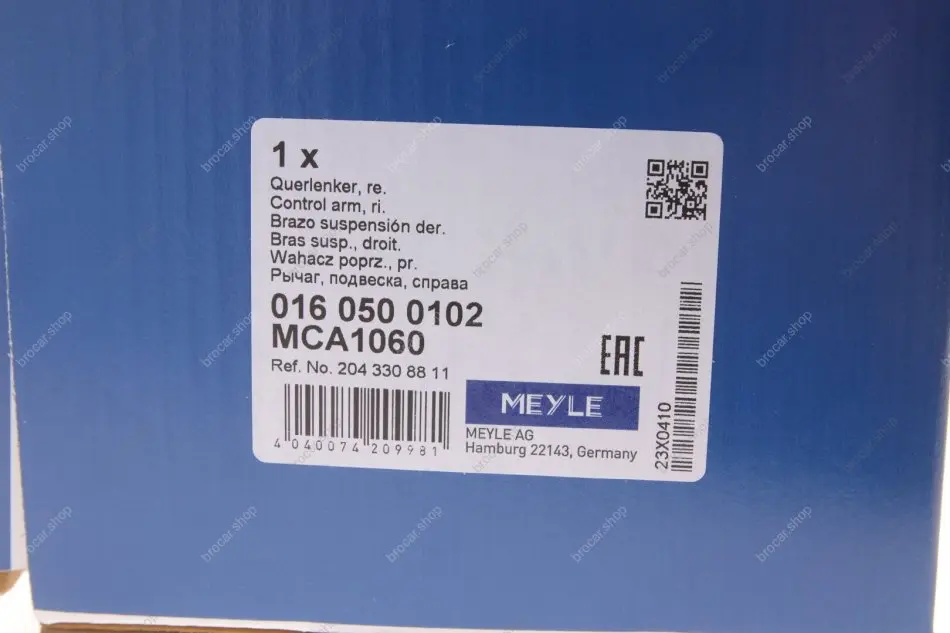 1 x
Querlenker, re.
Control arm, ri.
Brazo suspensión der.
Bras susp., droit.
Wahacz poprz., pr.
Рычаг, подвеска, справа
016 050 0102
MCA1060
Ref. No. 204 330 88 11
4 040074 209981
EAC
MEYLE
MEYLE AG
Hamburg 22143, Germany
23X0410
brocar.shop